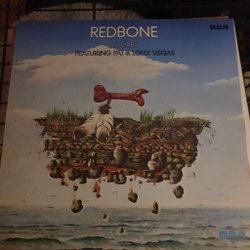 REDBONE
RCA
FEATURING PAT & LOLLY VEGAS